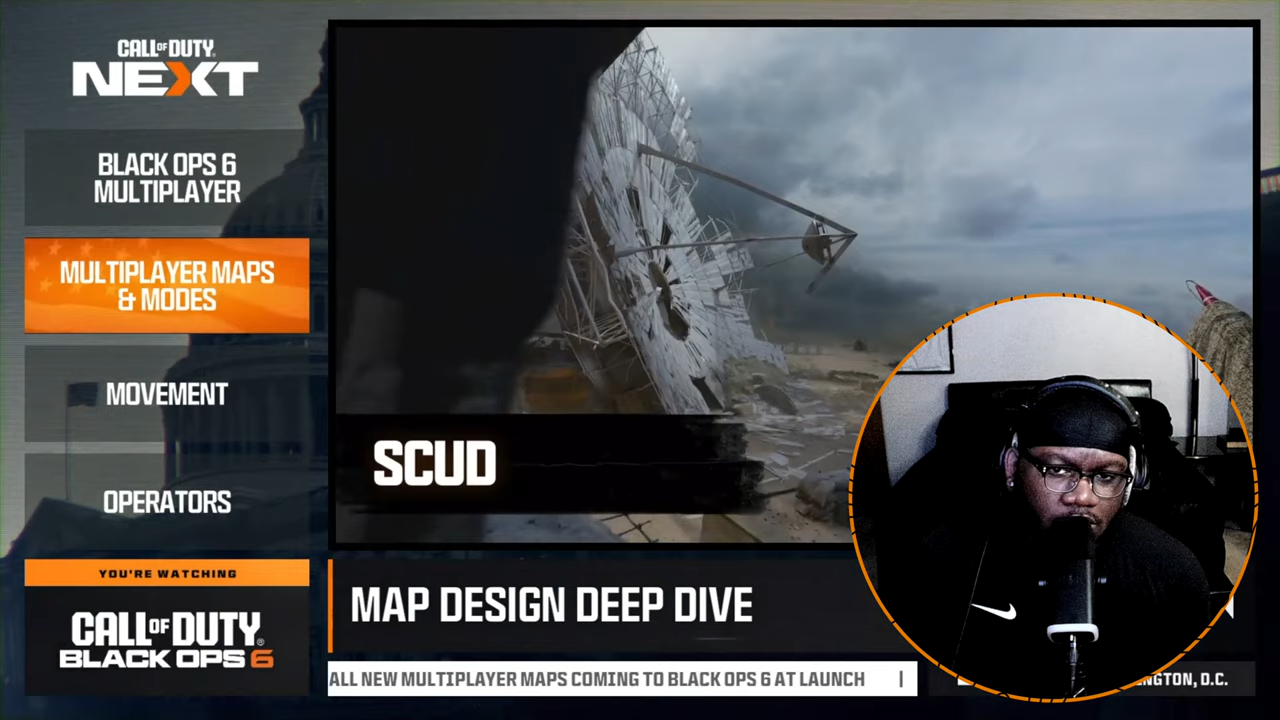 CALL OF DUTY
NEXT
BLACK OPS 6
MULTIPLAYER
MULTIPLAYER MAPS
& MODES
MOVEMENT
OPERATORS
YOU'RE WATCHING
CALL OF DUTY®
BLACK OPS 6
SCUD
MAP DESIGN DEEP DIVE
ALL NEW MULTIPLAYER MAPS COMING TO BLACK OPS 6 AT LAUNCH |
NGTON, D.C.